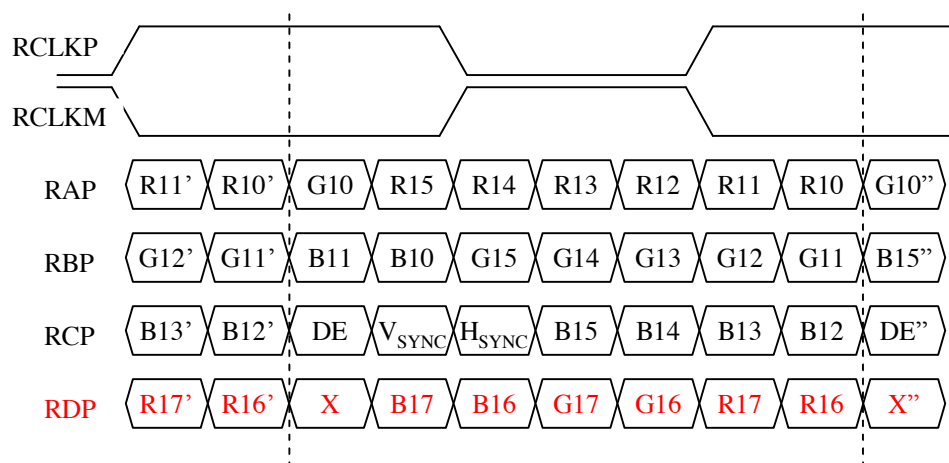 RCLKP
RCLKM
RAP R11’ R10’ G10 R15 R14 R13 R12 R11 R10 G10”
RBP G12’ G11’ B11 B10 G15 G14 G13 G12 G11 B15”
RCP B13’ B12’ DE VSYNC HSYNC B15 B14 B13 B12 DE”
RDP R17’ R16’ X B17 B16 G17 G16 R17 R16 X”